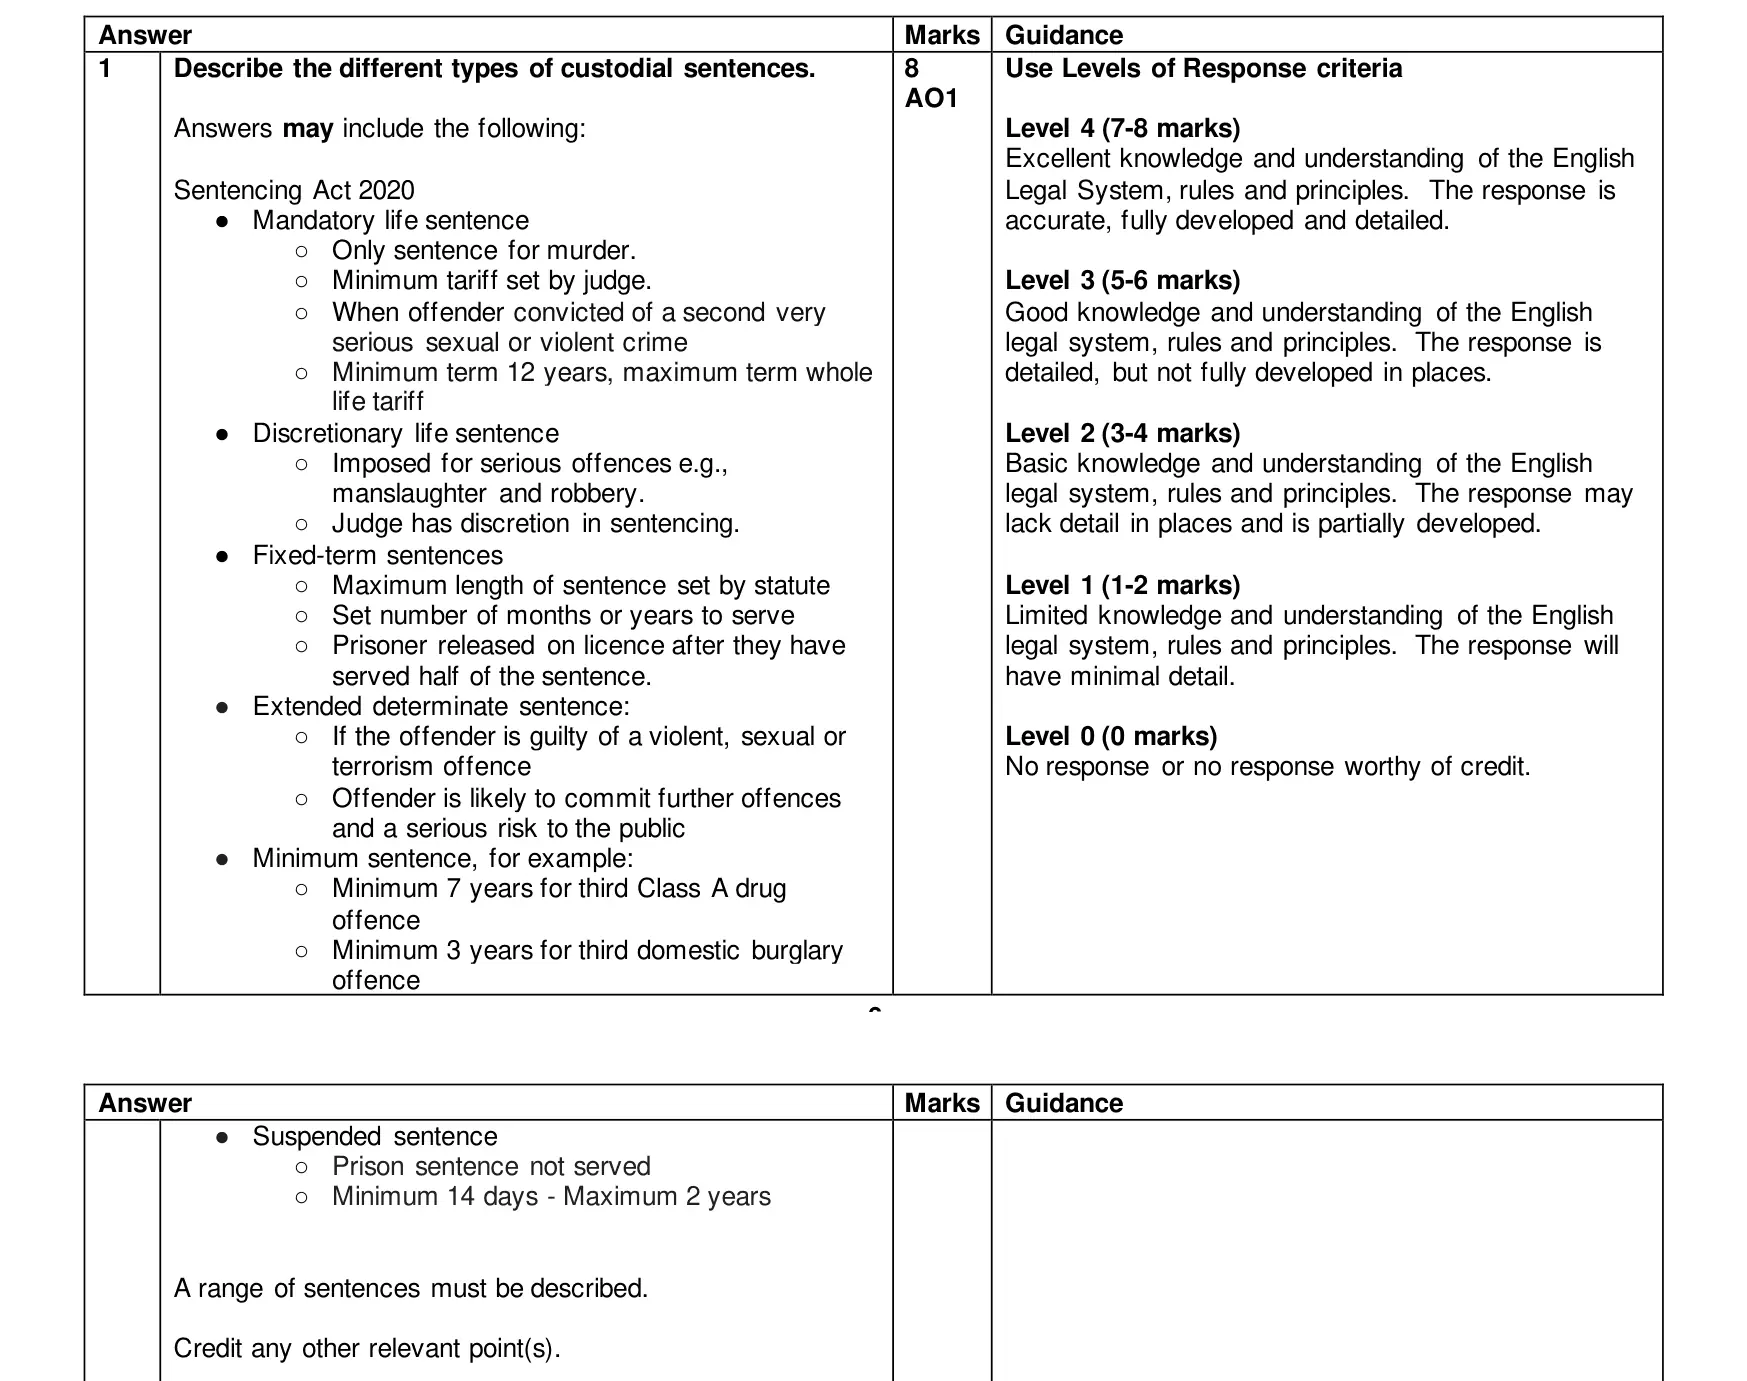 Answer Marks Guidance
1 Describe the different types of custodial sentences. 8 Use Levels of Response criteria
AO1
Answers may include the following:
Sentencing Act 2020
● Mandatory life sentence
○ Only sentence for murder.
○ Minimum tariff set by judge.
○ When offender convicted of a second very
serious sexual or violent crime
○ Minimum term 12 years, maximum term whole
life tariff
● Discretionary life sentence
○ Imposed for serious offences e.g.,
manslaughter and robbery.
○ Judge has discretion in sentencing.
● Fixed-term sentences
○ Maximum length of sentence set by statute
○ Set number of months or years to serve
○ Prisoner released on licence after they have
served half of the sentence.
● Extended determinate sentence:
○ If the offender is guilty of a violent, sexual or
terrorism offence
○ Offender is likely to commit further offences
and a serious risk to the public
● Minimum sentence, for example:
○ Minimum 7 years for third Class A drug
offence
○ Minimum 3 years for third domestic burglary
offence
Level 4 (7-8 marks)
Excellent knowledge and understanding of the English
Legal System, rules and principles. The response is
accurate, fully developed and detailed.
Level 3 (5-6 marks)
Good knowledge and understanding of the English
legal system, rules and principles. The response is
detailed, but not fully developed in places.
Level 2 (3-4 marks)
Basic knowledge and understanding of the English
legal system, rules and principles. The response may
lack detail in places and is partially developed.
Level 1 (1-2 marks)
Limited knowledge and understanding of the English
legal system, rules and principles. The response will
have minimal detail.
Level 0 (0 marks)
No response or no response worthy of credit.
Answer Marks Guidance
● Suspended sentence
○ Prison sentence not served
○ Minimum 14 days - Maximum 2 years
A range of sentences must be described.
Credit any other relevant point(s).